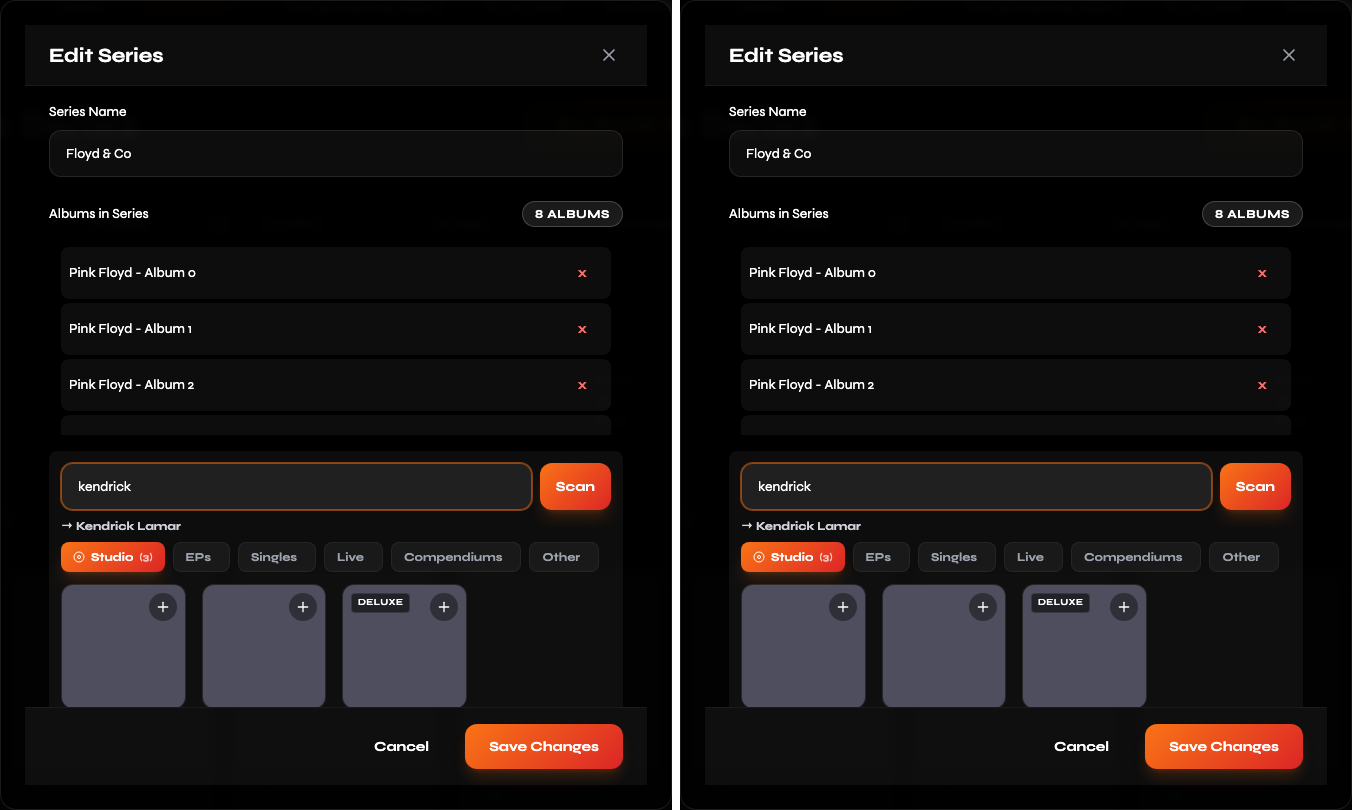 Edit Series
Series Name
Floyd & Co
Albums in Series
8 ALBUMS
Pink Floyd - Album 0 x
Pink Floyd - Album 1 x
Pink Floyd - Album 2 x
kendrick
Scan
→ Kendrick Lamar
Studio (3) EPs Singles Live Compendiums Other
DELUXE
Cancel Save Changes
Edit Series
Series Name
Floyd & Co
Albums in Series
8 ALBUMS
Pink Floyd - Album 0 x
Pink Floyd - Album 1 x
Pink Floyd - Album 2 x
kendrick
Scan
→ Kendrick Lamar
Studio (3) EPs Singles Live Compendiums Other
DELUXE
Cancel Save Changes